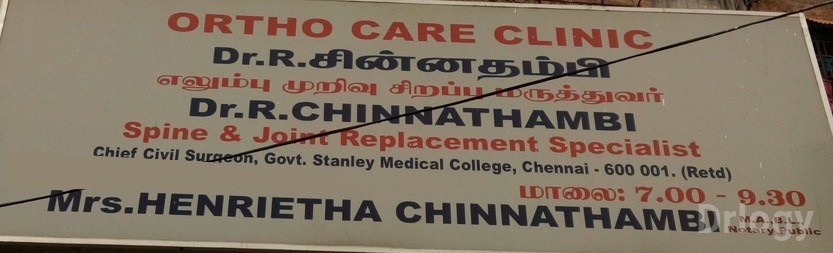 ORTHO CARE CLINIC
Dr.R.சின்னதம்பி
எலும்பு முறிவு சிறப்பு மருத்துவர்
Dr.R.CHINNATHAMBI
Spine & Joint Replacement Specialist
Chief Civil Surgeon, Govt. Stanley Medical College, Chennai - 600 001. (Retd)
மாலை: 7.00 - 9.30
Mrs.HENRIETHA CHINNATHAMBI M.A.,B.L.,
Notary Public
Drlogy